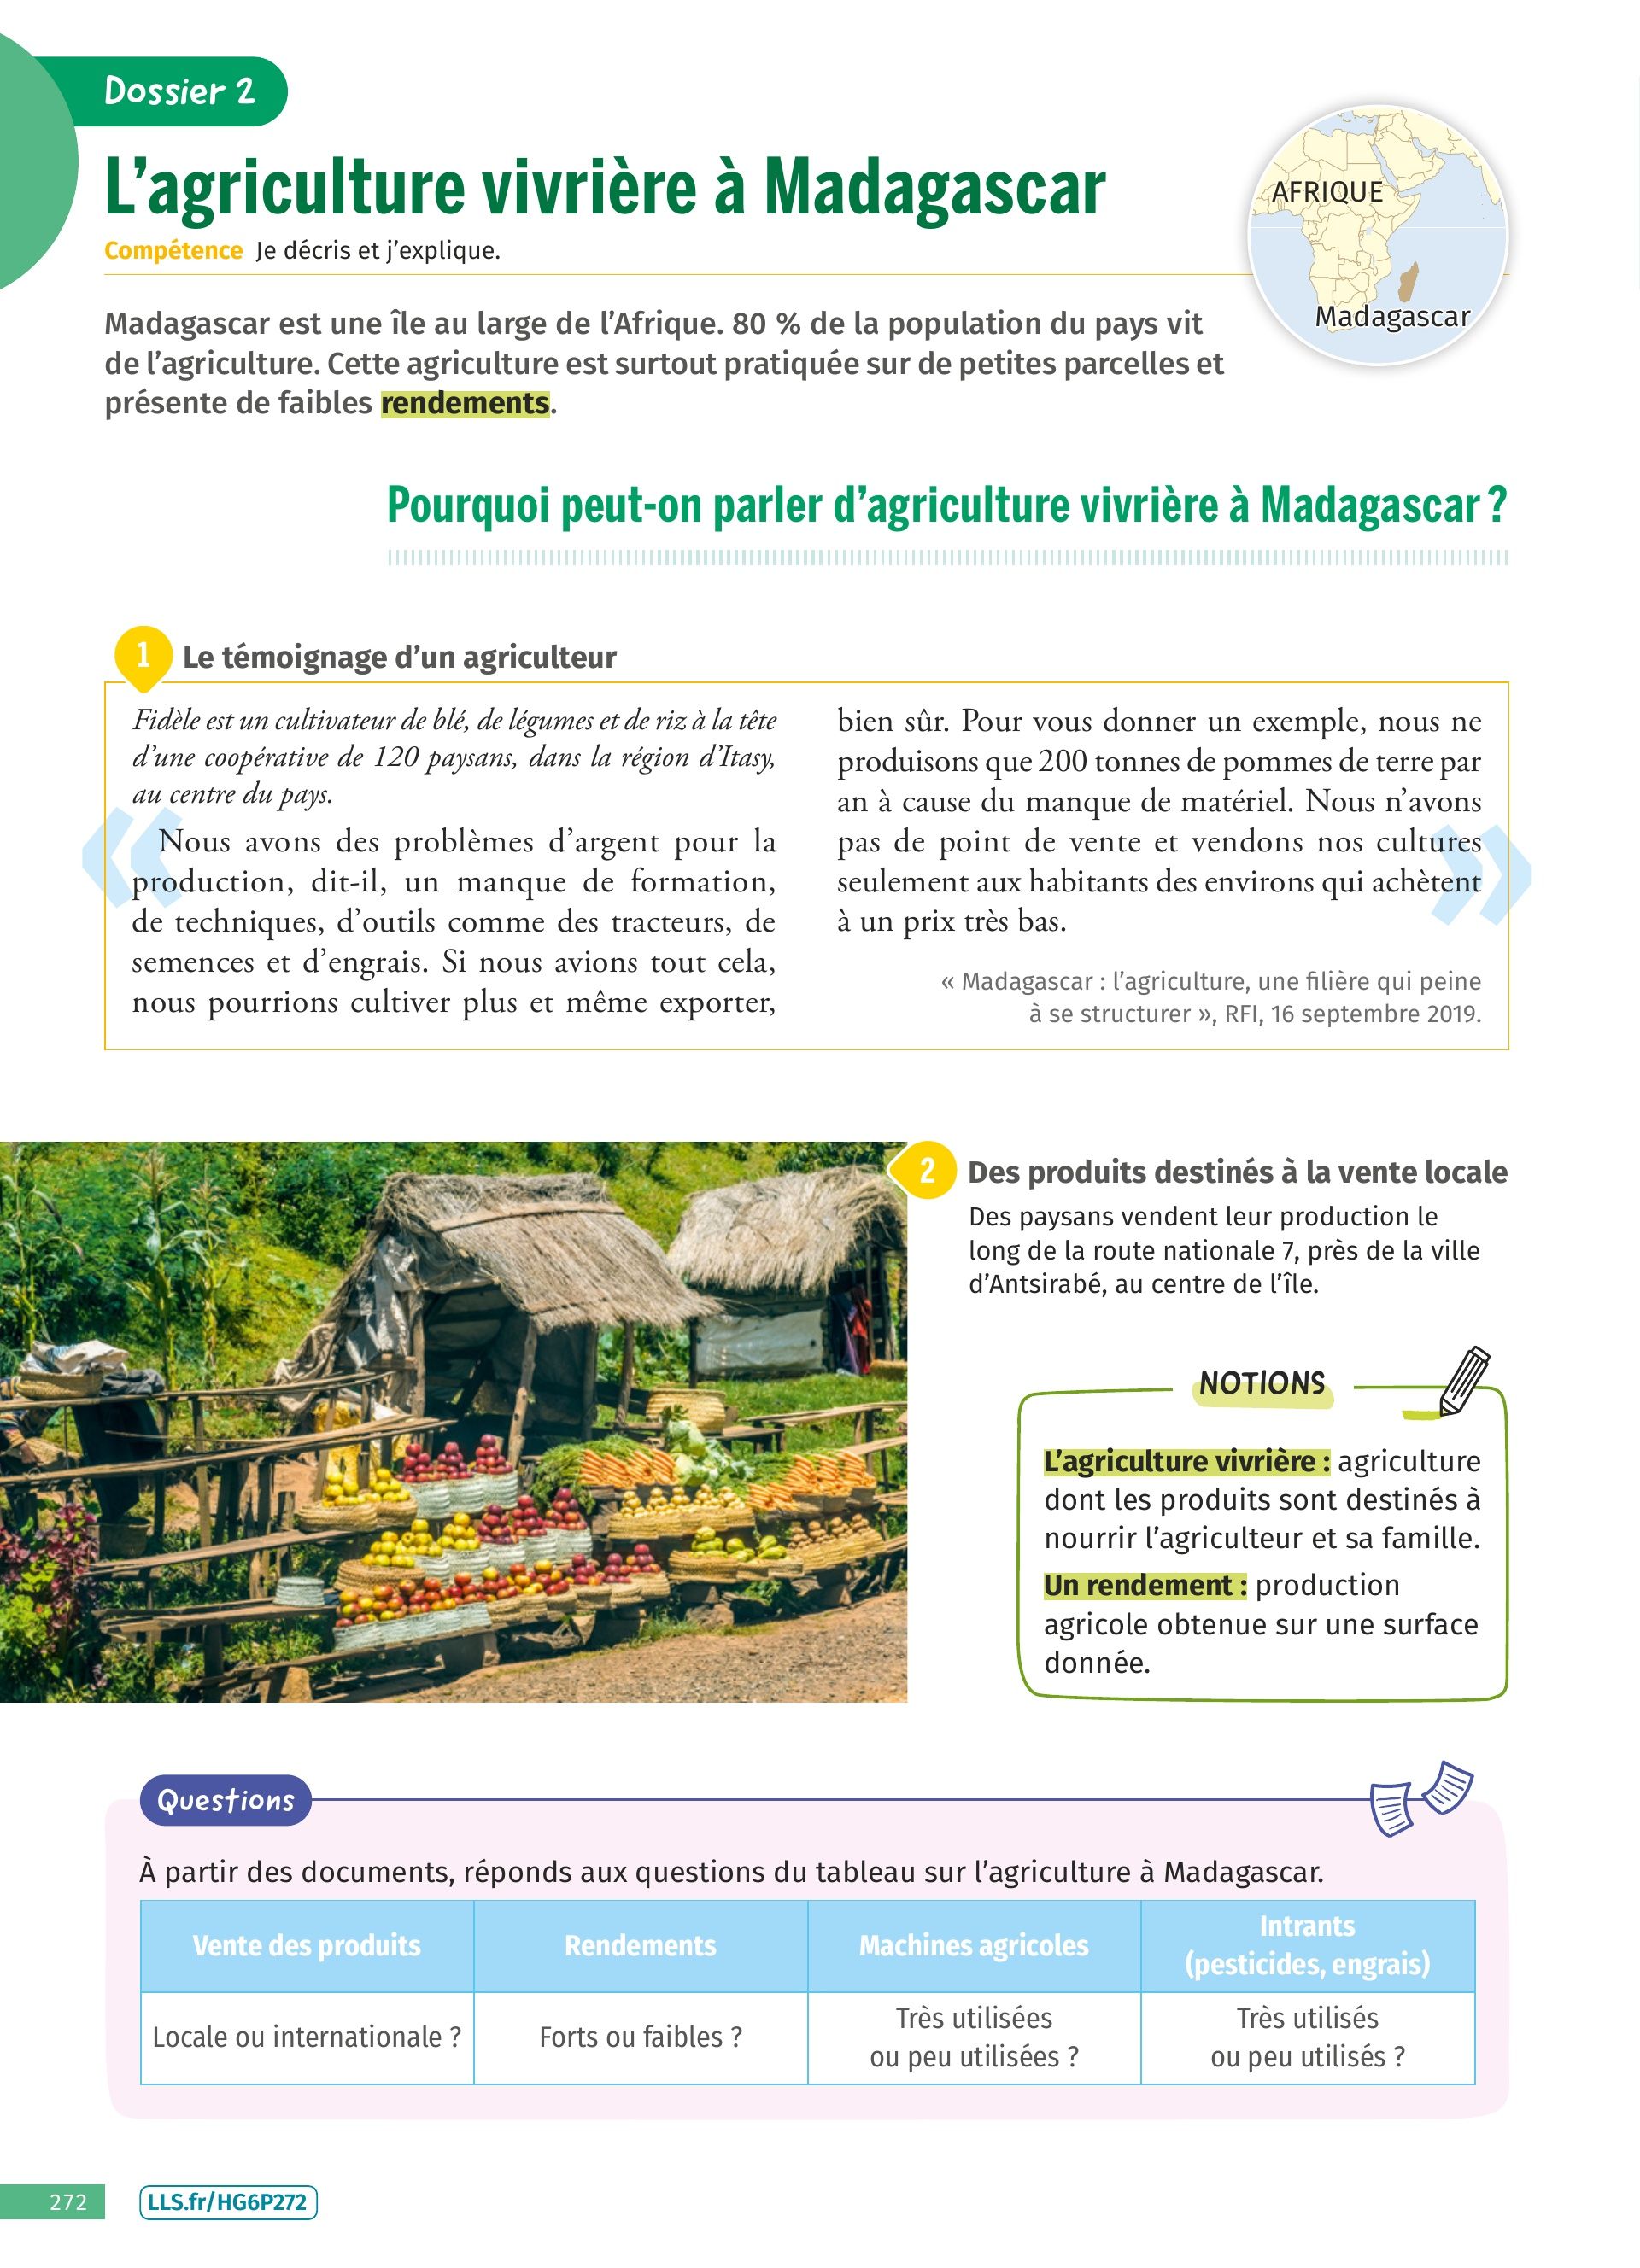 Dossier 2
L’agriculture vivrière à Madagascar
Compétence Je décris et j’explique.
AFRIQUE
Madagascar
Madagascar est une île au large de l’Afrique. 80 % de la population du pays vit
de l’agriculture. Cette agriculture est surtout pratiquée sur de petites parcelles et
présente de faibles rendements.
Pourquoi peut-on parler d’agriculture vivrière à Madagascar ?
1 Le témoignage d’un agriculteur
Fidèle est un cultivateur de blé, de légumes et de riz à la tête
d’une coopérative de 120 paysans, dans la région d’Itasy,
au centre du pays.
«
Nous avons des problèmes d’argent pour la
production, dit-il, un manque de formation,
de techniques, d’outils comme des tracteurs, de
semences et d’engrais. Si nous avions tout cela,
nous pourrions cultiver plus et même exporter,
bien sûr. Pour vous donner un exemple, nous ne
produisons que 200 tonnes de pommes de terre par
an à cause du manque de matériel. Nous n’avons
pas de point de vente et vendons nos cultures
seulement aux habitants des environs qui achètent
à un prix très bas.
»
« Madagascar : l’agriculture, une filière qui peine
à se structurer », RFI, 16 septembre 2019.
2 Des produits destinés à la vente locale
Des paysans vendent leur production le
long de la route nationale 7, près de la ville
d’Antsirabé, au centre de l’île.
NOTIONS
L’agriculture vivrière : agriculture
dont les produits sont destinés à
nourrir l’agriculteur et sa famille.
Un rendement : production
agricole obtenue sur une surface
donnée.
Questions
À partir des documents, réponds aux questions du tableau sur l’agriculture à Madagascar.
Vente des produits
Rendements
Machines agricoles
Intrants
(pesticides, engrais)
Locale ou internationale ?
Forts ou faibles ?
Très utilisées
ou peu utilisées ?
Très utilisés
ou peu utilisés ?
272
LLS.fr/HG6P272